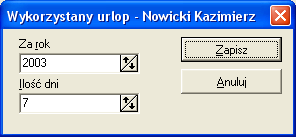 Wykorzystany urlop - Nowicki Kazimierz
Za rok
2003
Zapisz
Ilość dni
7
Anuluj